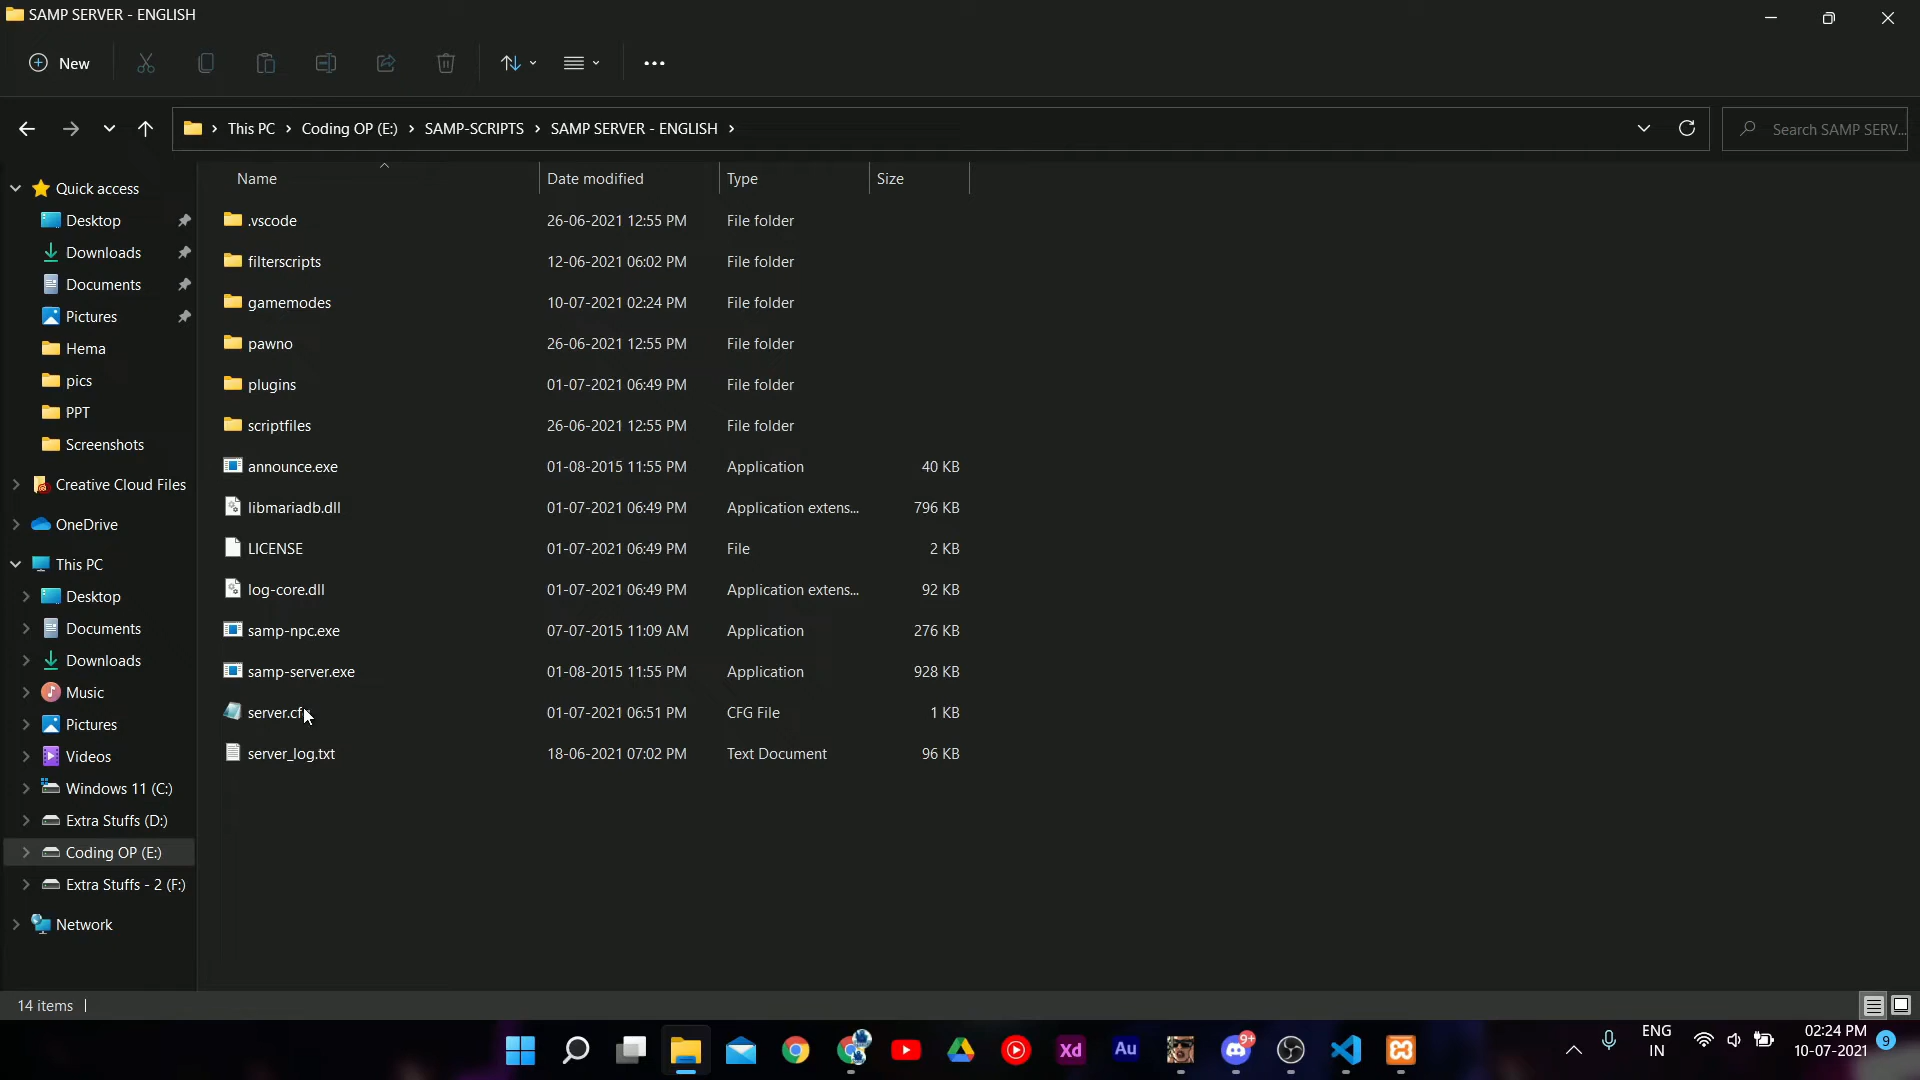 SAMP SERVER - ENGLISH
New
This PC > Coding OP (E:) > SAMP-SCRIPTS > SAMP SERVER - ENGLISH >
Search SAMP SERV...
Name Date modified Type Size
Quick access
Desktop
Downloads
Documents
Pictures
Hema
pics
PPT
Screenshots
Creative Cloud Files
OneDrive
This PC
Desktop
Documents
Downloads
Music
Pictures
Videos
Windows 11 (C:)
Extra Stuffs (D:)
Coding OP (E:)
Extra Stuffs - 2 (F:)
Network
.vscode 26-06-2021 12:55 PM File folder
filterscripts 12-06-2021 06:02 PM File folder
gamemodes 10-07-2021 02:24 PM File folder
pawno 26-06-2021 12:55 PM File folder
plugins 01-07-2021 06:49 PM File folder
scriptfiles 26-06-2021 12:55 PM File folder
announce.exe 01-08-2015 11:55 PM Application 40 KB
libmariadb.dll 01-07-2021 06:49 PM Application extens... 796 KB
LICENSE 01-07-2021 06:49 PM File 2 KB
log-core.dll 01-07-2021 06:49 PM Application extens... 92 KB
samp-npc.exe 07-07-2015 11:09 AM Application 276 KB
samp-server.exe 01-08-2015 11:55 PM Application 928 KB
server.cfg 01-07-2021 06:51 PM CFG File 1 KB
server_log.txt 18-06-2021 07:02 PM Text Document 96 KB
14 items
Xd
Au
9+
ENG
IN
02:24 PM
10-07-2021
9